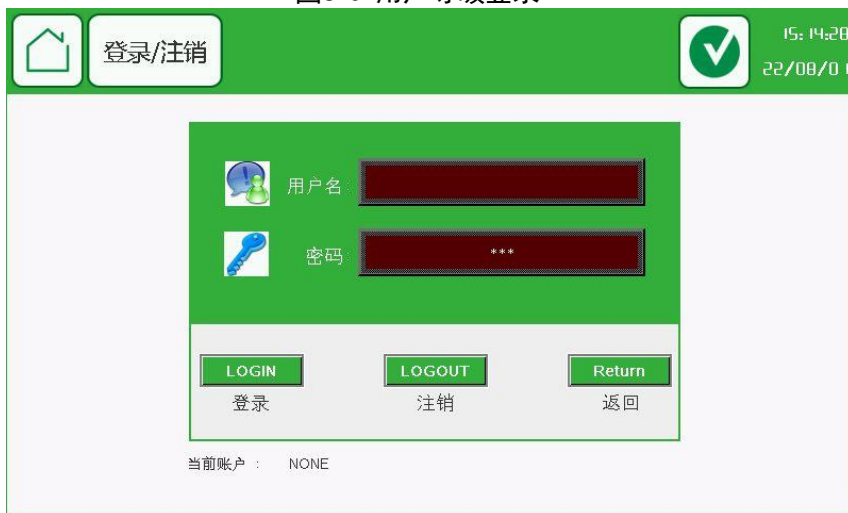 登录/注销
15:14:28
22/08/0
用户名:
密码:
***
LOGIN LOGOUT Return
登录 注销 返回
当前账户 : NONE